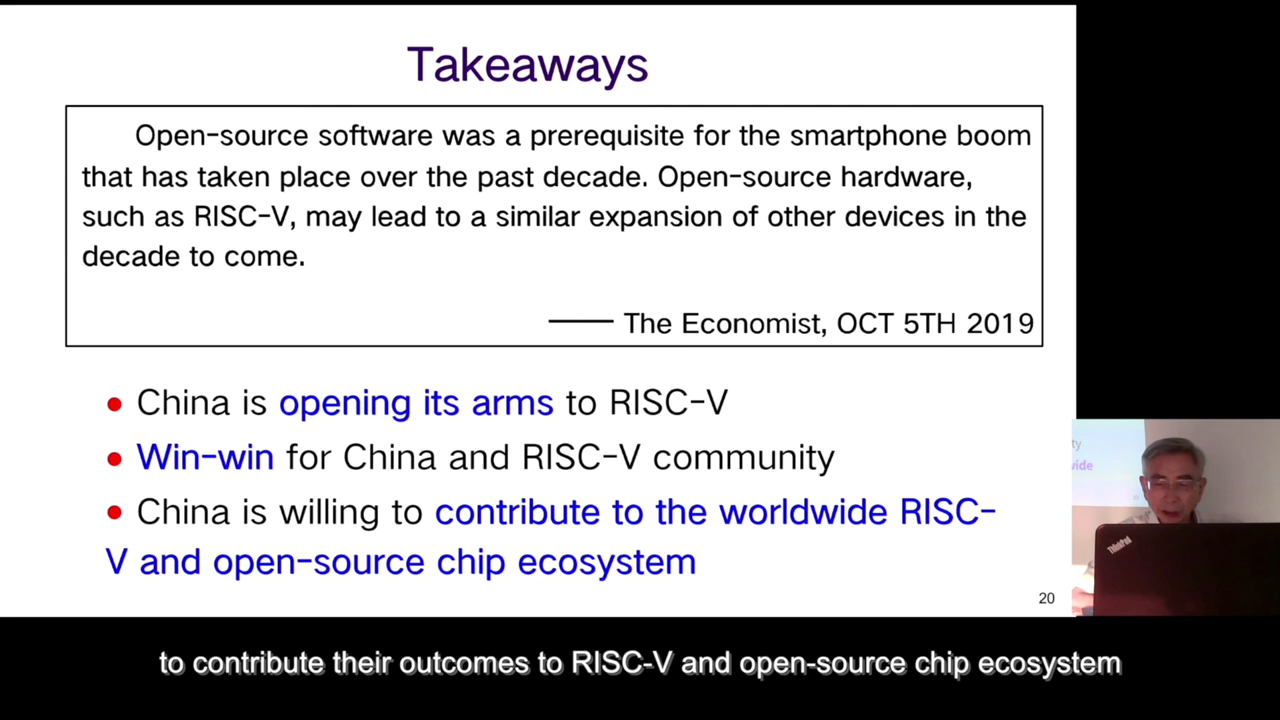 Takeaways
Open-source software was a prerequisite for the smartphone boom
that has taken place over the past decade. Open-source hardware,
such as RISC-V, may lead to a similar expansion of other devices in the
decade to come.
—— The Economist, OCT 5TH 2019
• China is opening its arms to RISC-V
• Win-win for China and RISC-V community
• China is willing to contribute to the worldwide RISC-
V and open-source chip ecosystem
20
ty
wide
ThinkPad
to contribute their outcomes to RISC-V and open-source chip ecosystem